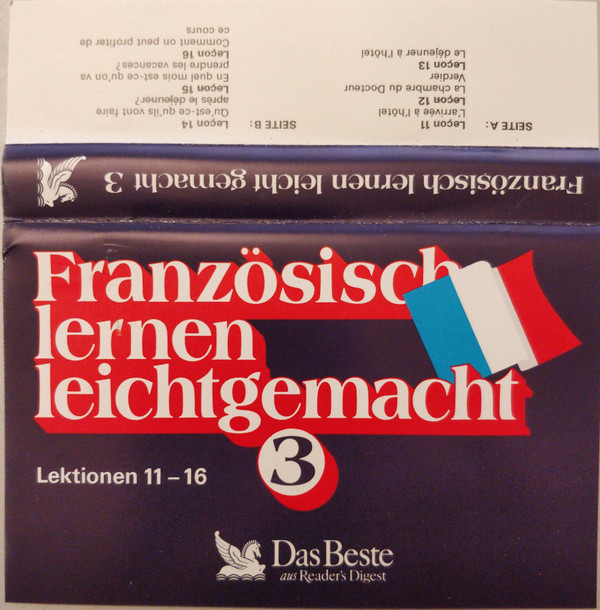 Französisch
lernen
leichtgemacht
3
Lektionen 11 – 16
Das Beste
aus Reader's Digest
Französisch lernen leicht gemacht 3
SEITE A: Leçon 11
L'arrivée à l'hôtel
Leçon 12
La chambre du Docteur
Verdier
Leçon 13
Le déjeuner à l'hôtel
SEITE B: Leçon 14
Qu'est-ce qu'ils vont faire
après le déjeuner?
Leçon 15
En quel mois est-ce qu'on va
prendre les vacances?
Leçon 16
Comment on peut profiter de
ce cours